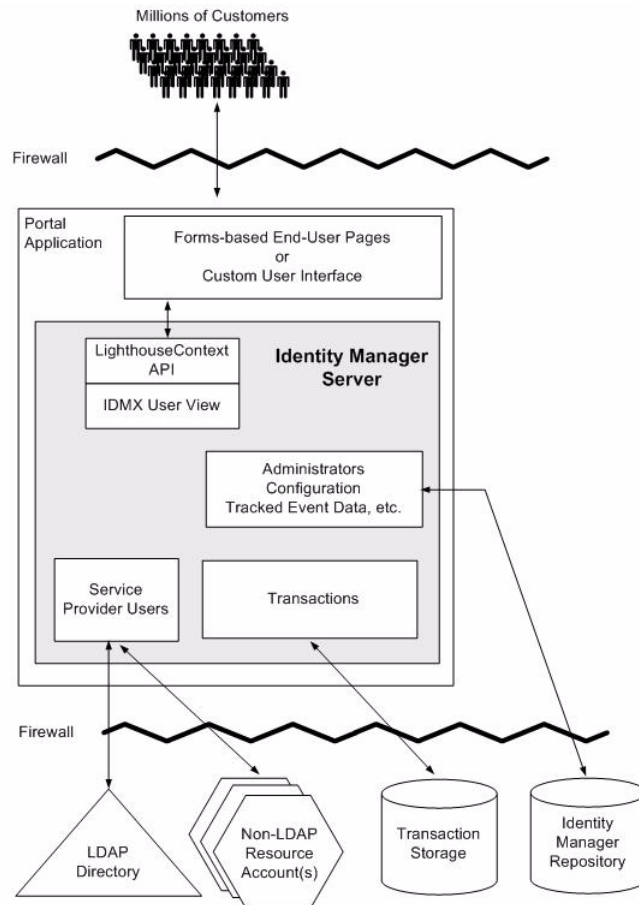 Millions of Customers
Firewall
Portal
Application
Forms-based End-User Pages
or
Custom User Interface
LighthouseContext
API
IDMX User View
Identity Manager
Server
Administrators
Configuration
Tracked Event Data, etc.
Service
Provider Users
Transactions
Firewall
LDAP
Directory
Non-LDAP
Resource
Account(s)
Transaction
Storage
Identity
Manager
Repository